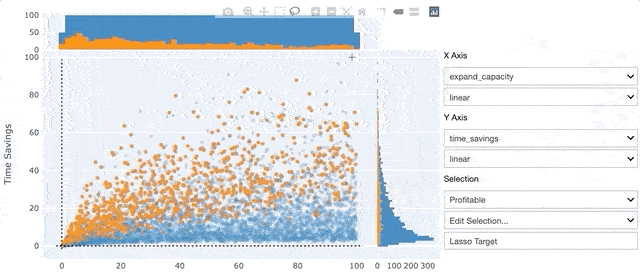 100
50
0
100
80
60
40
20
0
Time Savings
0 20 40 60 80 100
0 100 200 300
X Axis
expand_capacity
linear
Y Axis
time_savings
linear
Selection
Profitable
Edit Selection...
Lasso Target